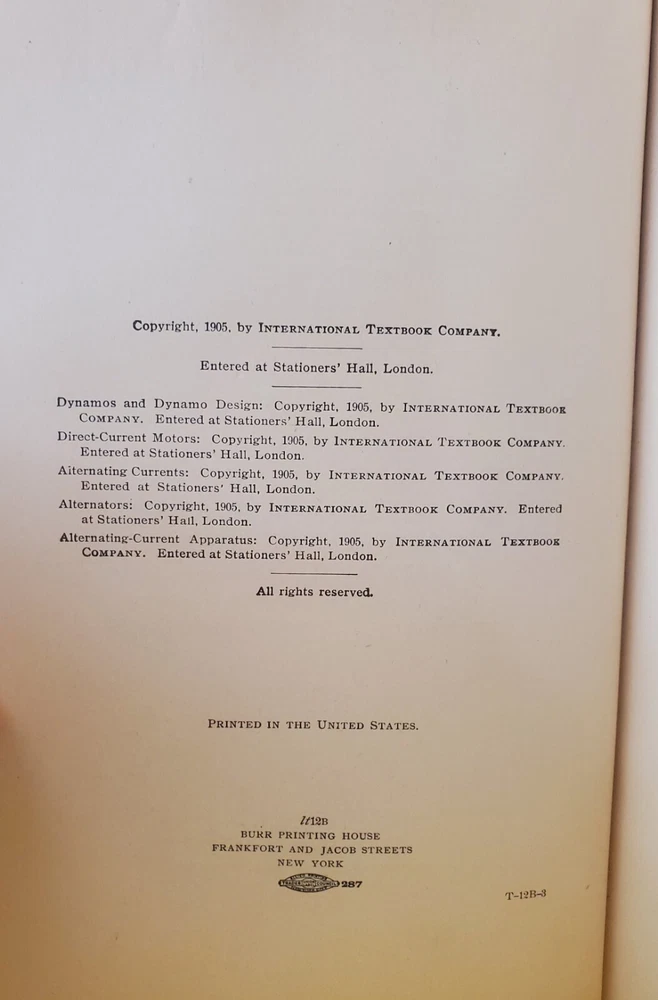 Copyright, 1905, by INTERNATIONAL TEXTBOOK COMPANY.
Entered at Stationers' Hall, London.
Dynamos and Dynamo Design: Copyright, 1905, by INTERNATIONAL TEXTBOOK
COMPANY. Entered at Stationers' Hall, London.
Direct-Current Motors: Copyright, 1905, by INTERNATIONAL TEXTBOOK COMPANY.
Entered at Stationers' Hall, London.
Alternating Currents: Copyright, 1905, by INTERNATIONAL TEXTBOOK COMPANY.
Entered at Stationers' Hall, London.
Alternators: Copyright, 1905, by INTERNATIONAL TEXTBOOK COMPANY. Entered
at Stationers' Hall, London.
Alternating-Current Apparatus: Copyright, 1905, by INTERNATIONAL TEXTBOOK
COMPANY. Entered at Stationers' Hall, London.
All rights reserved.
PRINTED IN THE UNITED STATES.
12B
BURR PRINTING HOUSE
FRANKFORT AND JACOB STREETS
NEW YORK
287
T-12B-3